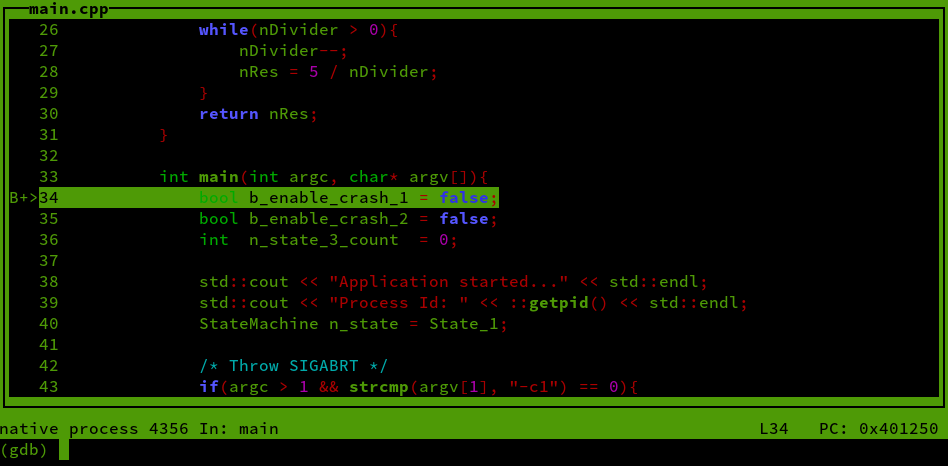 main.cpp
26 while(nDivider > 0){
27 nDivider--;
28 nRes = 5 / nDivider;
29 }
30 return nRes;
31 }
32
33 int main(int argc, char* argv[]){
B+>34 bool b_enable_crash_1 = false;
35 bool b_enable_crash_2 = false;
36 int  n_state_3_count  = 0;
37
38 std::cout << "Application started..." << std::endl;
39 std::cout << "Process Id: " << ::getpid() << std::endl;
40 StateMachine n_state = State_1;
41
42 /* Throw SIGABRT */
43 if(argc > 1 && strcmp(argv[1], "-c1") == 0){
native process 4356 In: main L34 PC: 0x401250
(gdb)